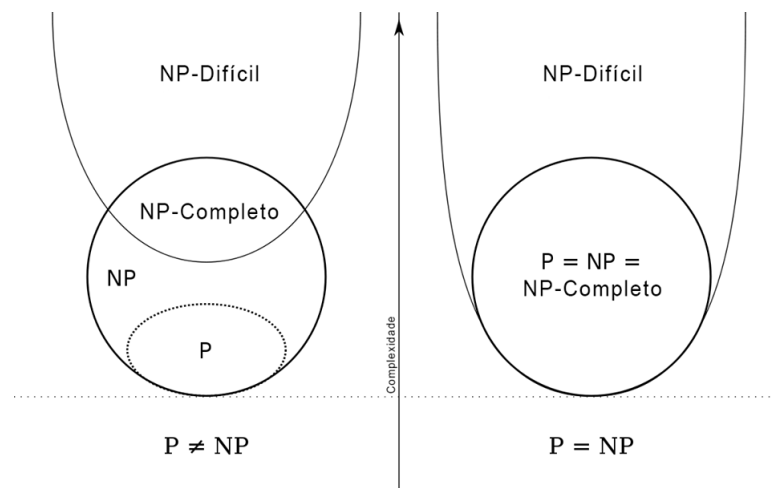 NP-Difícil
NP-Completo
NP
P
P ≠ NP
Complexidade
NP-Difícil
P = NP =
NP-Completo
P = NP